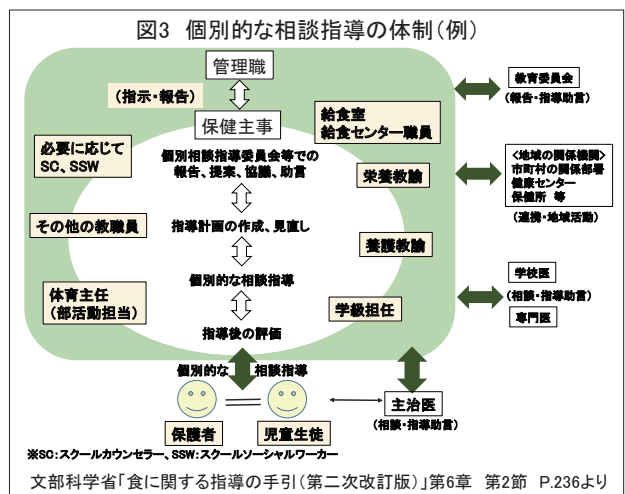 図3 個別的な相談指導の体制(例)
管理職
(指示・報告)
保健主事
個別相談指導委員会等での
報告、提案、協議、助言
指導計画の作成、見直し
個別的な相談指導
指導後の評価
必要に応じて
SC、SSW
その他の教職員
体育主任
(部活動担当)
給食室
給食センター職員
栄養教諭
養護教諭
学級担任
個別的な 相談指導
保護者
児童生徒
主治医
(相談・指導助言)
教育委員会
(報告・指導助言)
<地域の関係機関>
市町村の関係部署
健康センター
保健所 等
(連携・地域活動)
学校医
(相談・指導助言)
専門医
※SC:スクールカウンセラー、SSW:スクールソーシャルワーカー
文部科学省「食に関する指導の手引(第二次改訂版)」第6章 第2節 P.236より